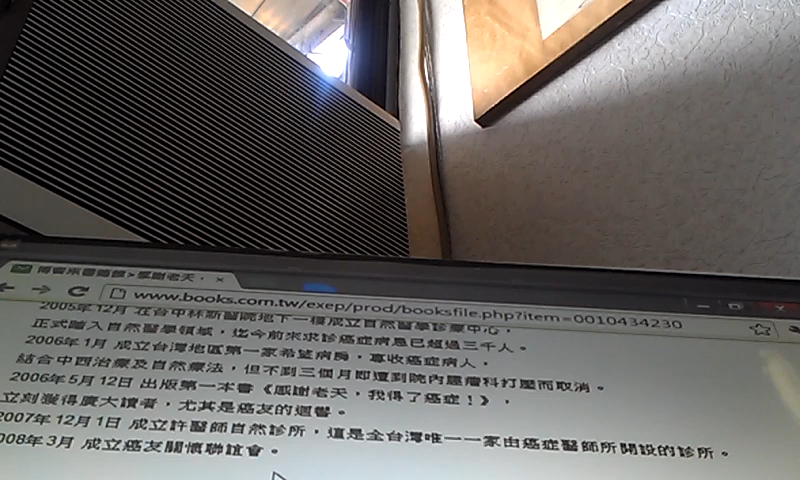 博客來書籍館>感謝老天，
www.books.com.tw/exep/prod/booksfile.php?item=0010434230
2005年12月 在台中林新醫院地下一樓成立自然醫學診療中心，
正式踏入自然醫學領域，迄今前來求診癌症病患已超過三千人。
2006年1月 成立台灣地區第一家希望病房，專收癌症病人，
結合中西治療及自然療法，但不到三個月即遭到院內腫瘤科打壓而取消。
2006年5月12日 出版第一本書《感謝老天，我得了癌症！》，
立刻獲得廣大讀者，尤其是癌友的迴響。
2007年12月1日 成立許醫師自然診所，這是全台灣唯一一家由癌症醫師所開設的診所。
008年3月 成立癌友關懷聯誼會。